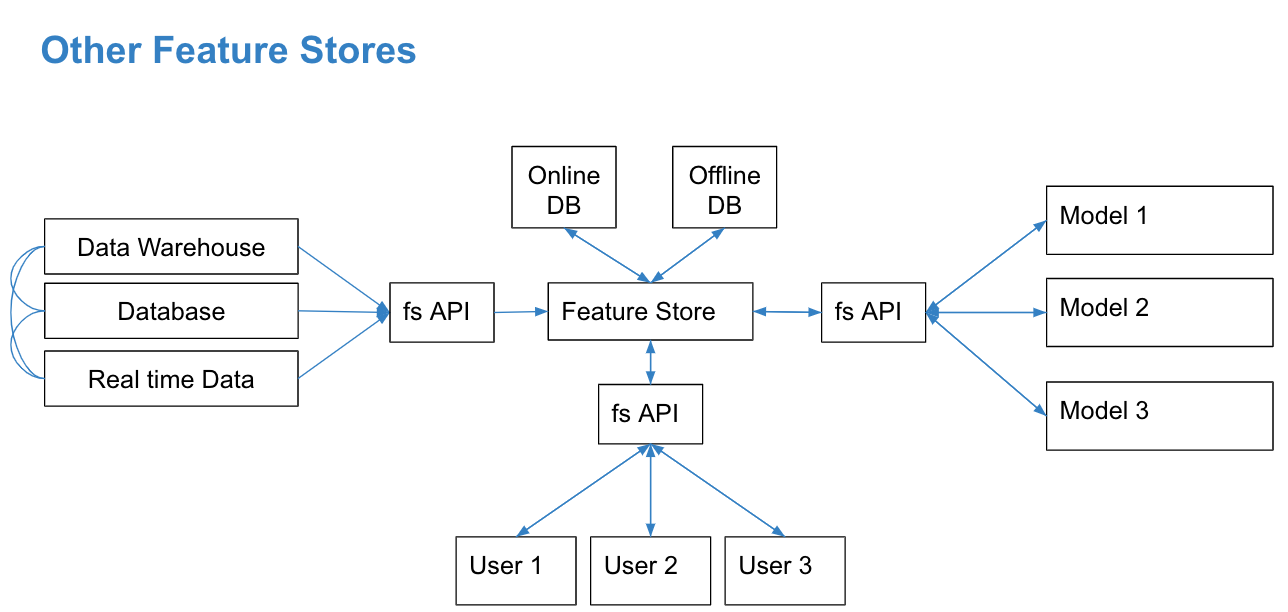 Other Feature Stores
Online
DB
Offline
DB
Data Warehouse
Database
Real time Data
fs API
Feature Store
fs API
Model 1
Model 2
Model 3
fs API
User 1
User 2
User 3